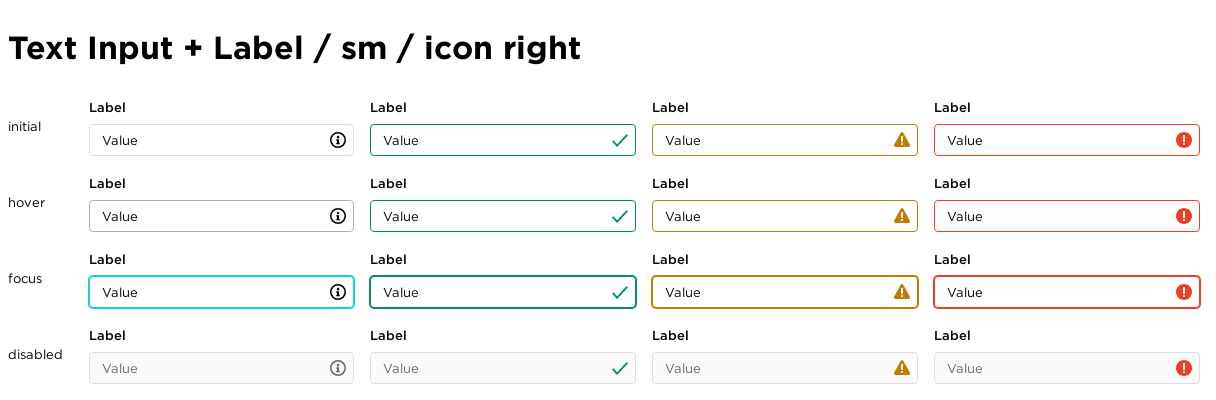 Text Input + Label / sm / icon right
Label Label Label Label
initial
Value Value Value Value
Label Label Label Label
hover
Value Value Value Value
Label Label Label Label
focus
Value Value Value Value
Label Label Label Label
disabled
Value Value Value Value